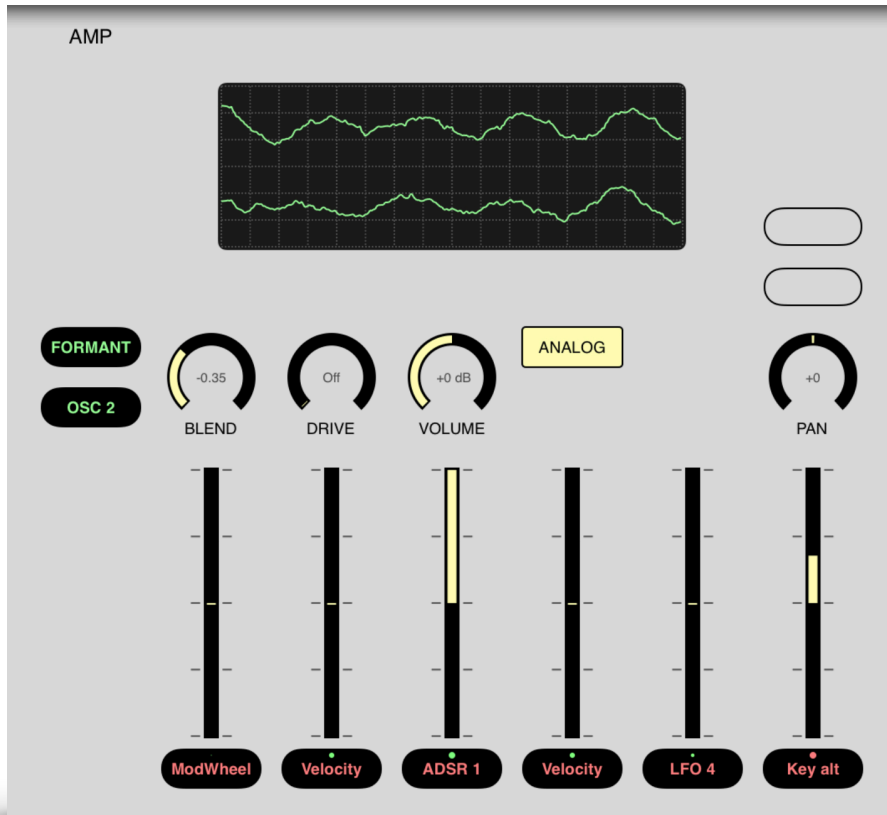 AMP
FORMANT
OSC 2
-0.35
Off
+0 dB
ANALOG
+0
BLEND
DRIVE
VOLUME
PAN
ModWheel
Velocity
ADSR 1
Velocity
LFO 4
Key alt